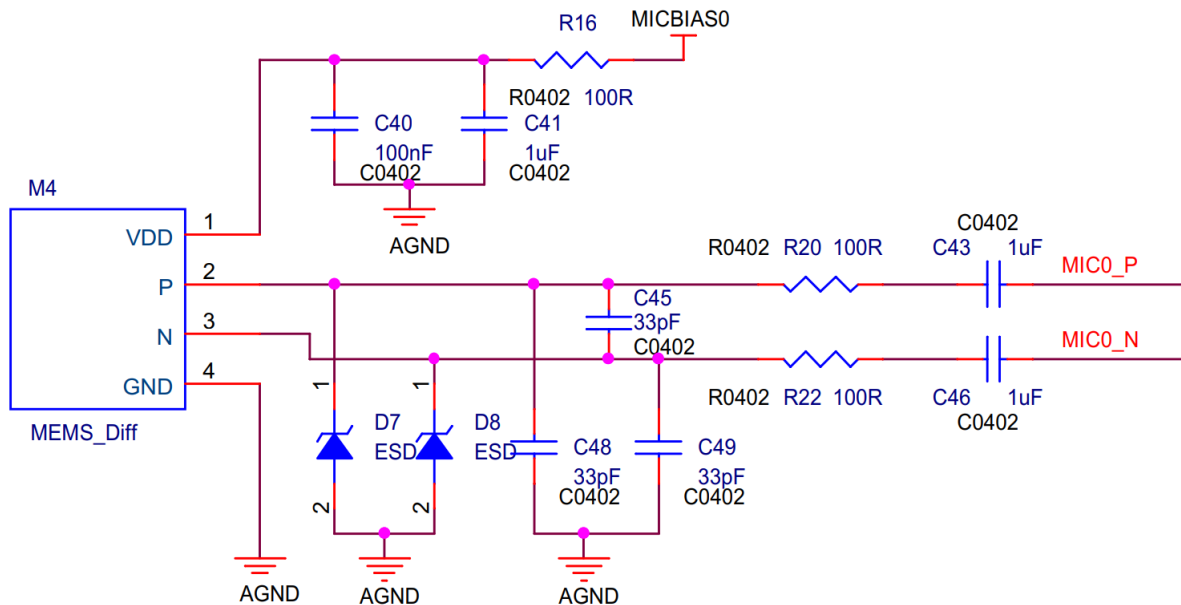 R16
MICBIAS0
R0402 100R
C40
100nF
C0402
C41
1uF
C0402
AGND
M4
VDD
1
P
2
N
3
GND
4
MEMS_Diff
R0402 R20 100R
C0402
C43 1uF
MIC0_P
C45
33pF
C0402
MIC0_N
R0402 R22 100R
C46 1uF
C0402
1
D7
ESD
2
1
D8
ESD
2
C48
33pF
C0402
C49
33pF
C0402
AGND
AGND
AGND